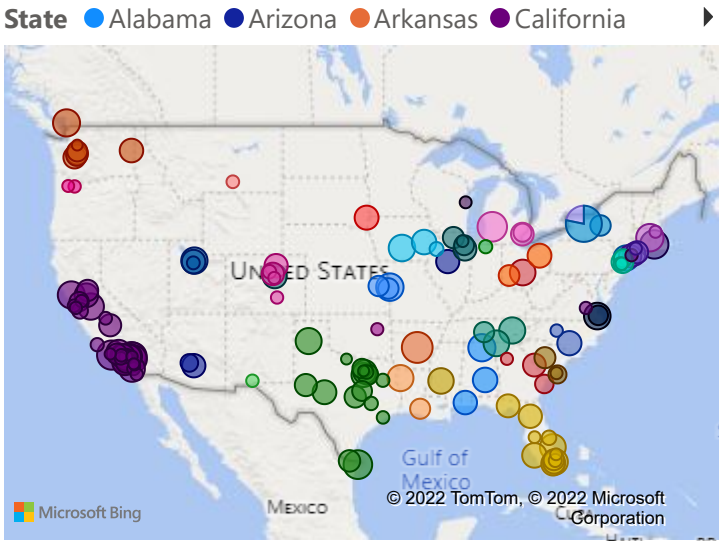 State Alabama Arizona Arkansas California
UNITED STATES
Gulf of
Mexico
MEXICO
© 2022 TomTom, © 2022 Microsoft
Corporation
Microsoft Bing